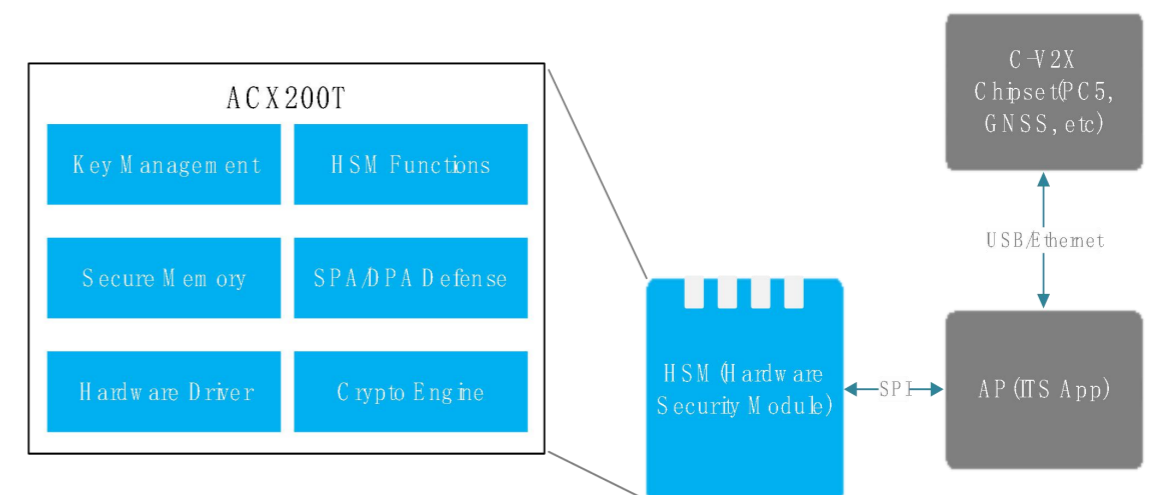 ACX200T
Key Management
HSM Functions
Secure Memory
SPA/DPA Defense
Hardware Driver
Crypto Engine
HSM (Hardware
Security Module)
SPI
C-V2X
Chipset(PC5,
GNSS, etc)
USB/Ethernet
AP (ITS App)